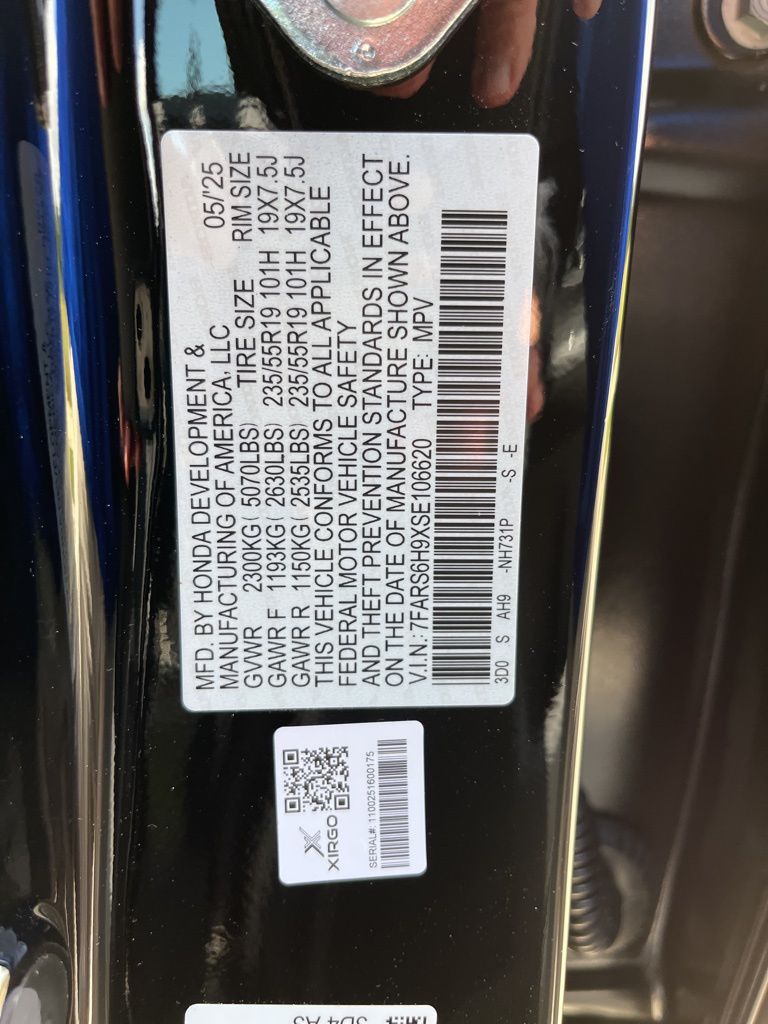 MFD. BY HONDA DEVELOPMENT &
MANUFACTURING OF AMERICA, LLC 05/'25
GVWR 2300KG( 5070LBS) TIRE SIZE RIM SIZE
GAWR F 1193KG( 2630LBS) 235/55R19 101H 19X7.5J
GAWR R 1150KG( 2535LBS) 235/55R19 101H 19X7.5J
THIS VEHICLE CONFORMS TO ALL APPLICABLE
FEDERAL MOTOR VEHICLE SAFETY
AND THEFT PREVENTION STANDARDS IN EFFECT
ON THE DATE OF MANUFACTURE SHOWN ABOVE.
V.I.N.: 7FARS6H9XSE106620 TYPE: MPV
3D0 S AH9 -NH731P -S -E
XIRGO
SERIAL#: 1100251600175